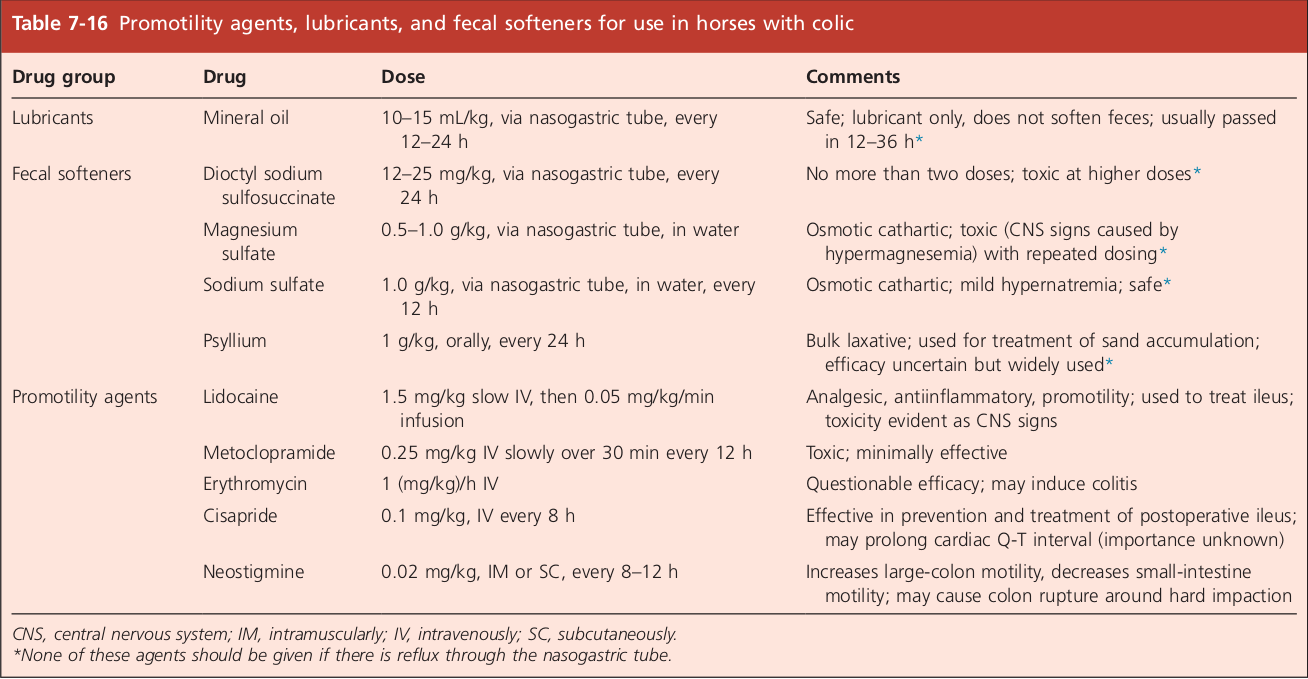 Table 7-16 Promotility agents, lubricants, and fecal softeners for use in horses with colic
Drug group Drug Dose Comments
Lubricants Mineral oil 10–15 mL/kg, via nasogastric tube, every Safe; lubricant only, does not soften feces; usually passed
12–24 h in 12–36 h*
Fecal softeners Dioctyl sodium 12–25 mg/kg, via nasogastric tube, every No more than two doses; toxic at higher doses*
sulfosuccinate 24 h
Magnesium 0.5–1.0 g/kg, via nasogastric tube, in water Osmotic cathartic; toxic (CNS signs caused by
sulfate hypermagnesemia) with repeated dosing*
Sodium sulfate 1.0 g/kg, via nasogastric tube, in water, every Osmotic cathartic; mild hypernatremia; safe*
12 h
Psyllium 1 g/kg, orally, every 24 h Bulk laxative; used for treatment of sand accumulation;
efficacy uncertain but widely used*
Promotility agents Lidocaine 1.5 mg/kg slow IV, then 0.05 mg/kg/min Analgesic, antiinflammatory, promotility; used to treat ileus;
infusion toxicity evident as CNS signs
Metoclopramide 0.25 mg/kg IV slowly over 30 min every 12 h Toxic; minimally effective
Erythromycin 1 (mg/kg)/h IV Questionable efficacy; may induce colitis
Cisapride 0.1 mg/kg, IV every 8 h Effective in prevention and treatment of postoperative ileus;
may prolong cardiac Q-T interval (importance unknown)
Neostigmine 0.02 mg/kg, IM or SC, every 8–12 h Increases large-colon motility, decreases small-intestine
motility; may cause colon rupture around hard impaction
CNS, central nervous system; IM, intramuscularly; IV, intravenously; SC, subcutaneously.
*None of these agents should be given if there is reflux through the nasogastric tube.